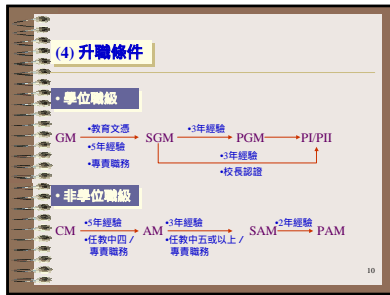 (4) 升職條件
•學位職級
•教育文憑
•3年經驗
GM SGM PGM PI/PII
•5年經驗
•專責職務
•3年經驗
•校長認證
•非學位職級
•5年經驗
•3年經驗
•2年經驗
CM AM SAM PAM
•任教中四 /
專責職務
•任教中五或以上 /
專責職務
10